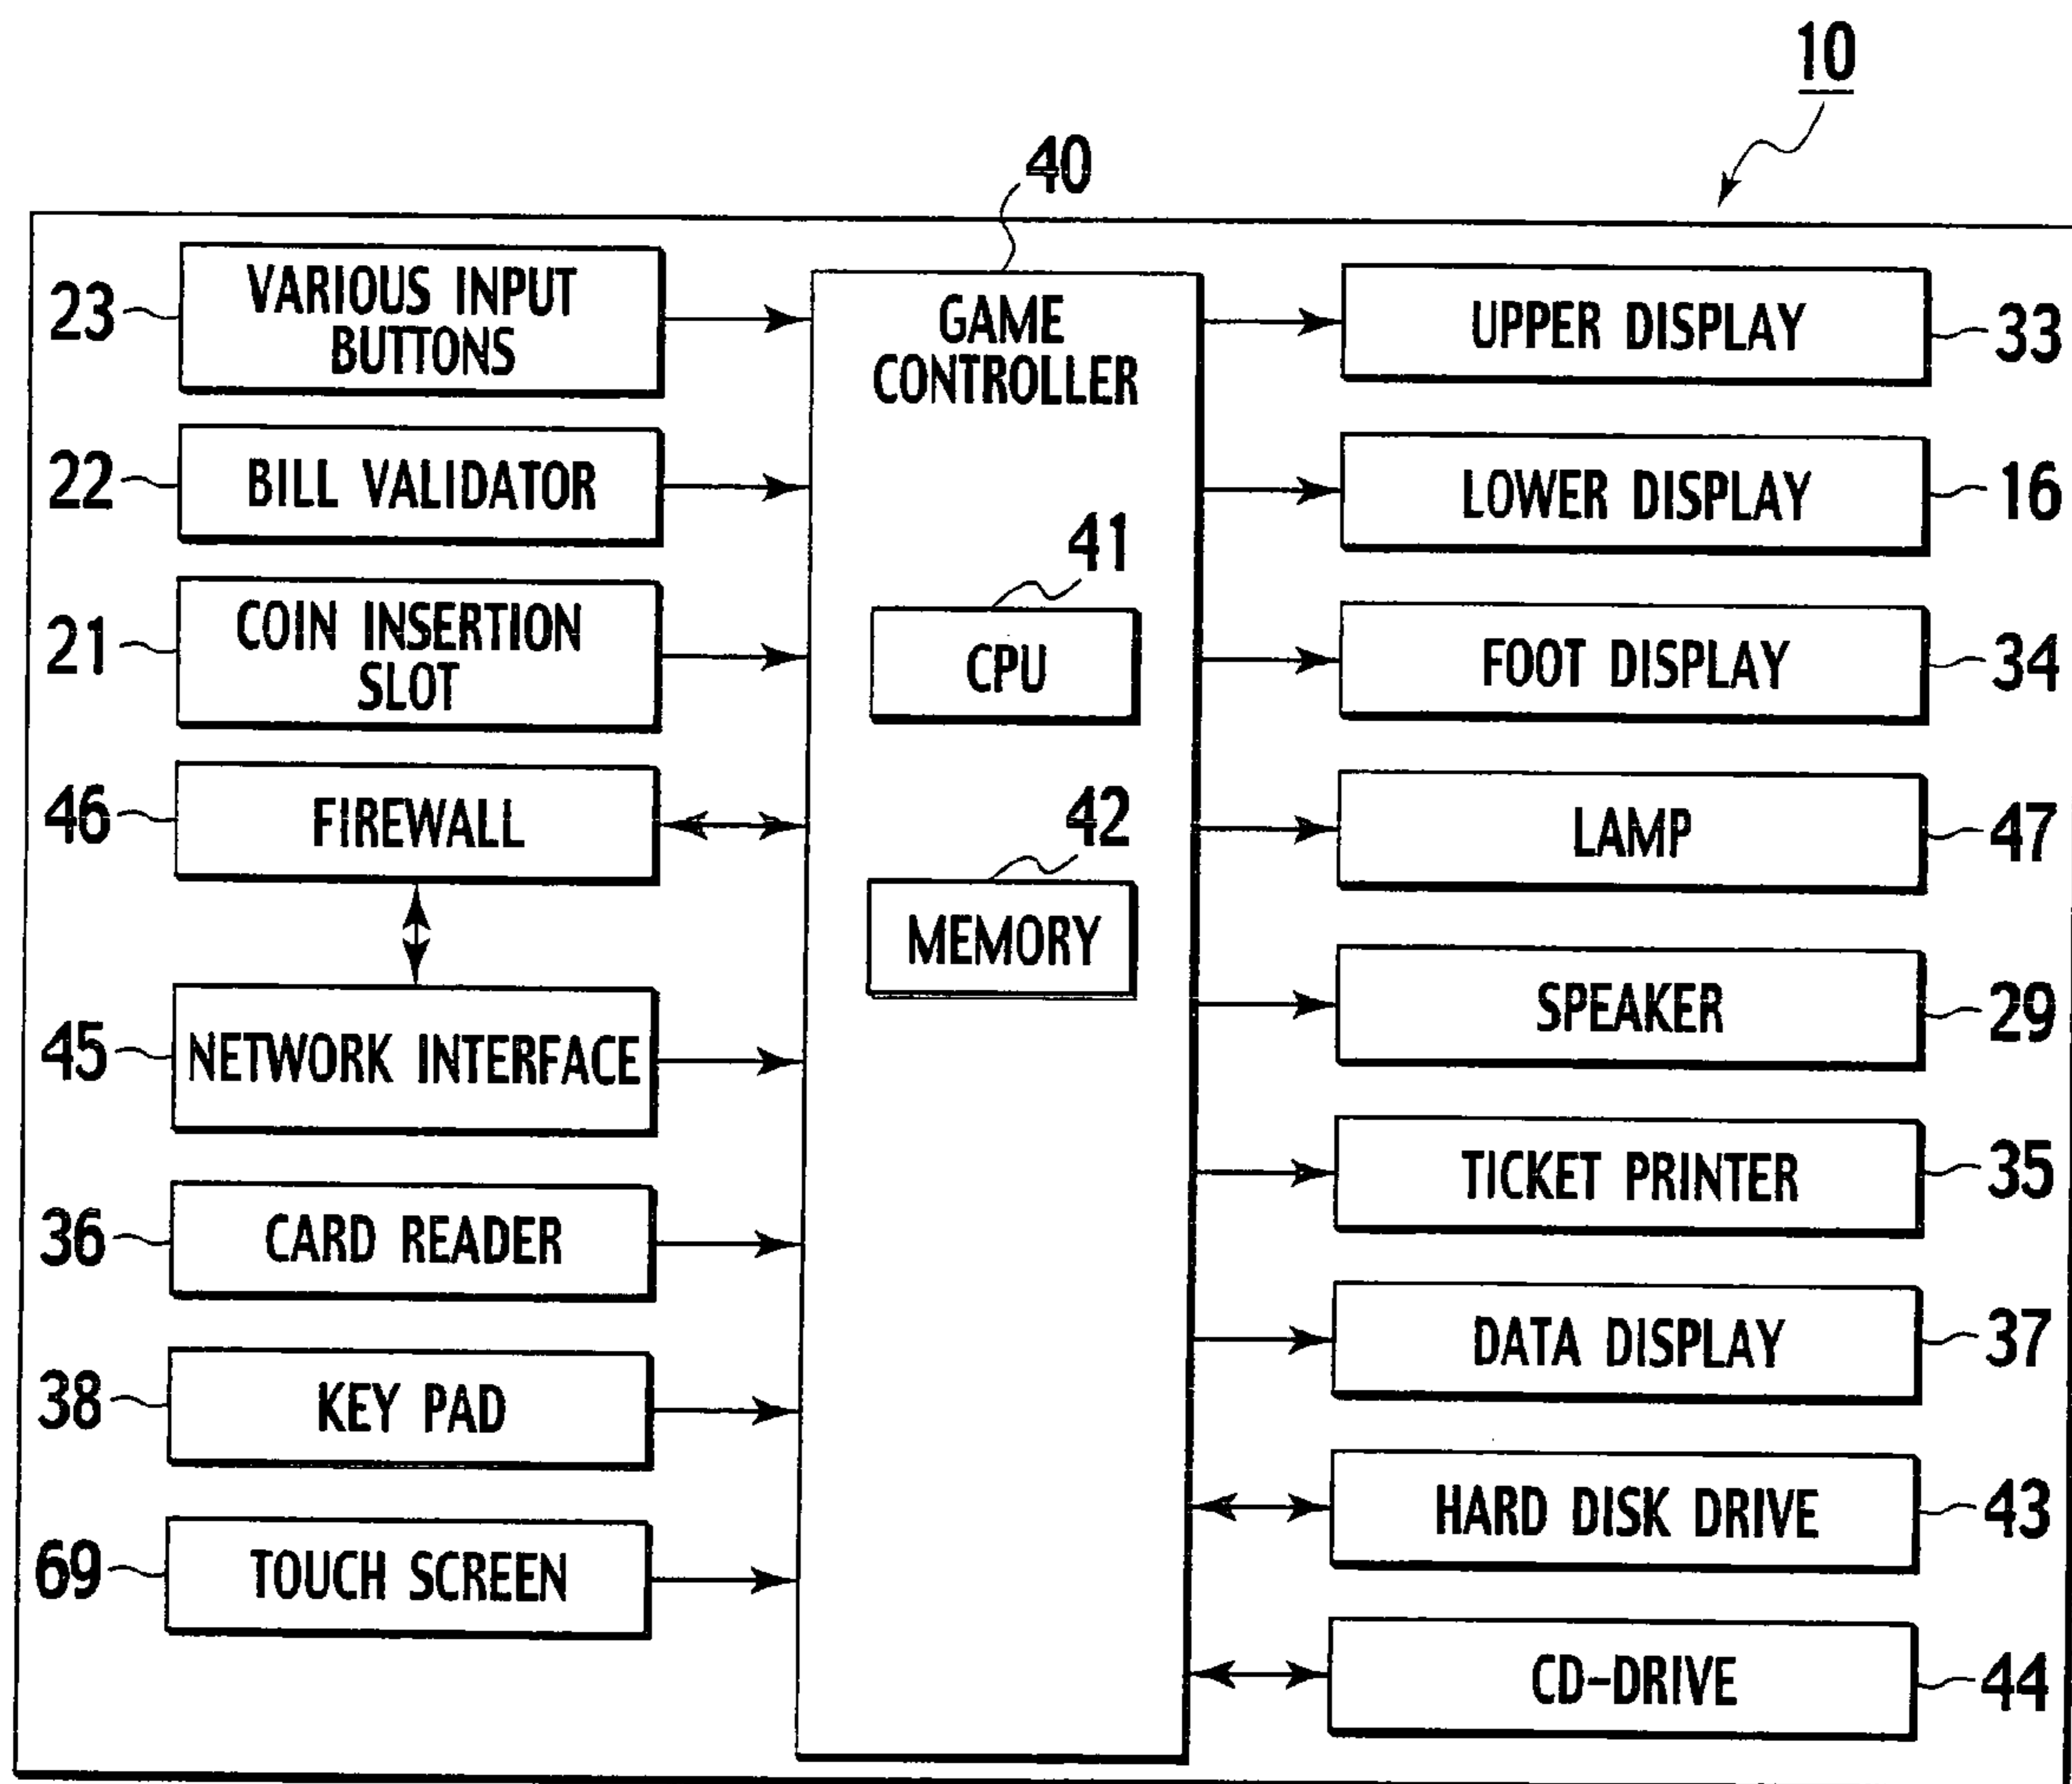 10
40
23
VARIOUS INPUT
BUTTONS
22
BILL VALIDATOR
21
COIN INSERTION
SLOT
46
FIREWALL
45
NETWORK INTERFACE
36
CARD READER
38
KEY PAD
69
TOUCH SCREEN
GAME
CONTROLLER
41
CPU
42
MEMORY
UPPER DISPLAY
33
LOWER DISPLAY
16
FOOT DISPLAY
34
LAMP
47
SPEAKER
29
TICKET PRINTER
35
DATA DISPLAY
37
HARD DISK DRIVE
43
CD-DRIVE
44